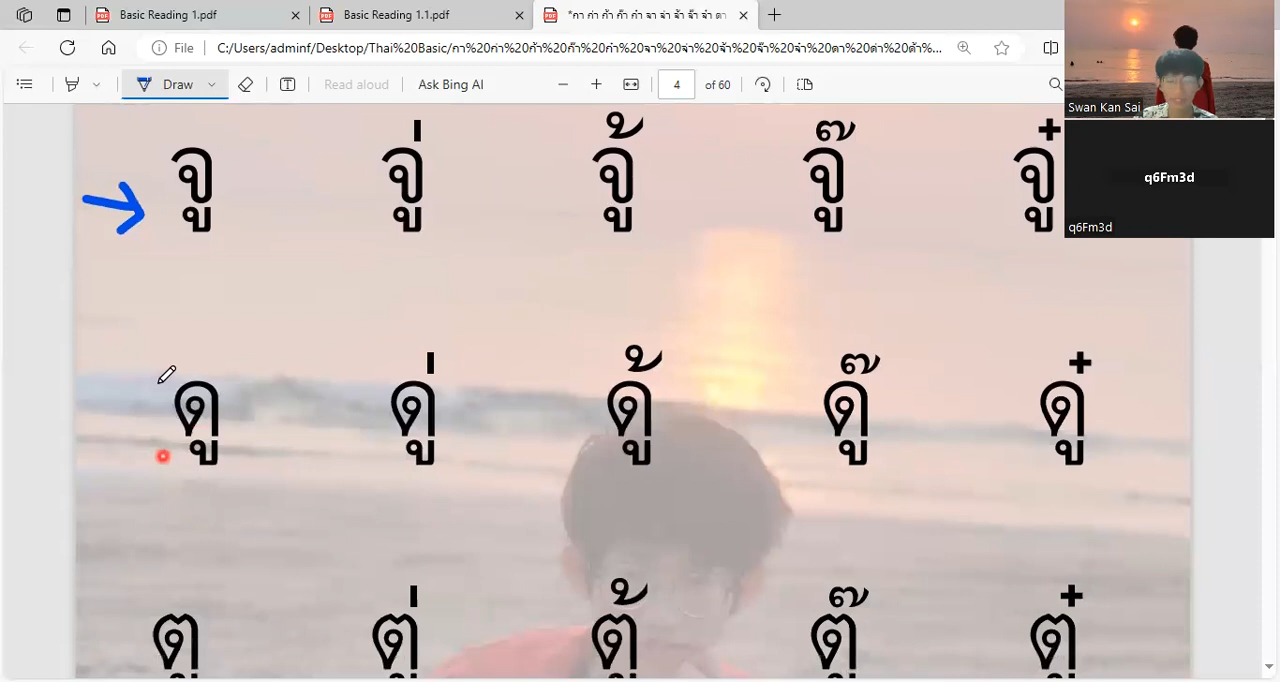 Basic Reading 1.pdf
Basic Reading 1.1.pdf
*กา ก่า ก้า ก๊า ก๋า จา จ่า จ้า จ๊า จ๋า ดา
File
C:/Users/adminf/Desktop/Thai%20Basic/กา%20ก่า%20ก้า%20ก๊า%20ก๋า%20จา%20จ่า%20จ้า%20จ๊า%20จ๋า%20ดา%20ด่า%20ด้า%...
Draw
Read aloud
Ask Bing AI
4
of 60
Swan Kan Sai
q6Fm3d
q6Fm3d
จู จู่ จู้ จู๊ จู๋
ดู ดู่ ดู้ ดู๊ ดู๋
ตู ตู่ ตู้ ตู๊ ตู๋